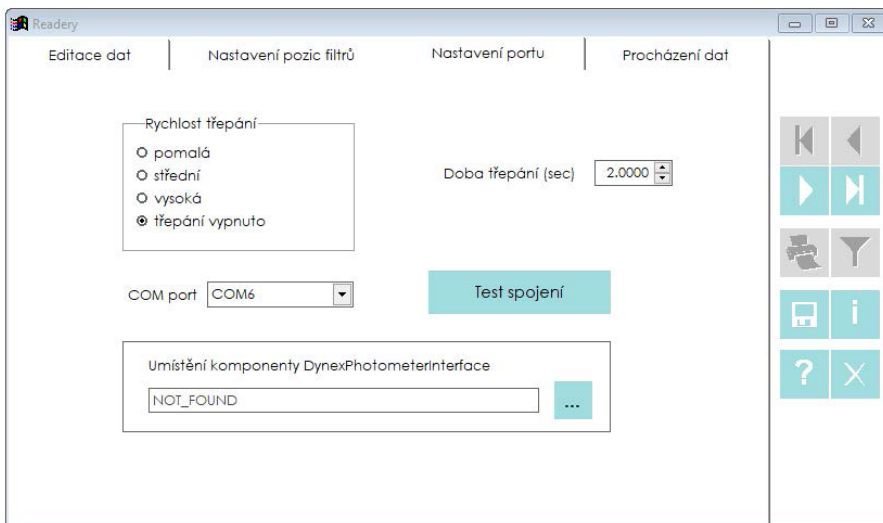 Readery
Editace dat
Nastavení pozic filtrů
Nastavení portu
Procházení dat
Rychlost třepání
pomalá
střední
vysoká
třepání vypnuto
Doba třepání (sec)
2.0000
COM port
COM6
Test spojení
Umístění komponenty DynexPhotometerInterface
NOT_FOUND
...
i
?